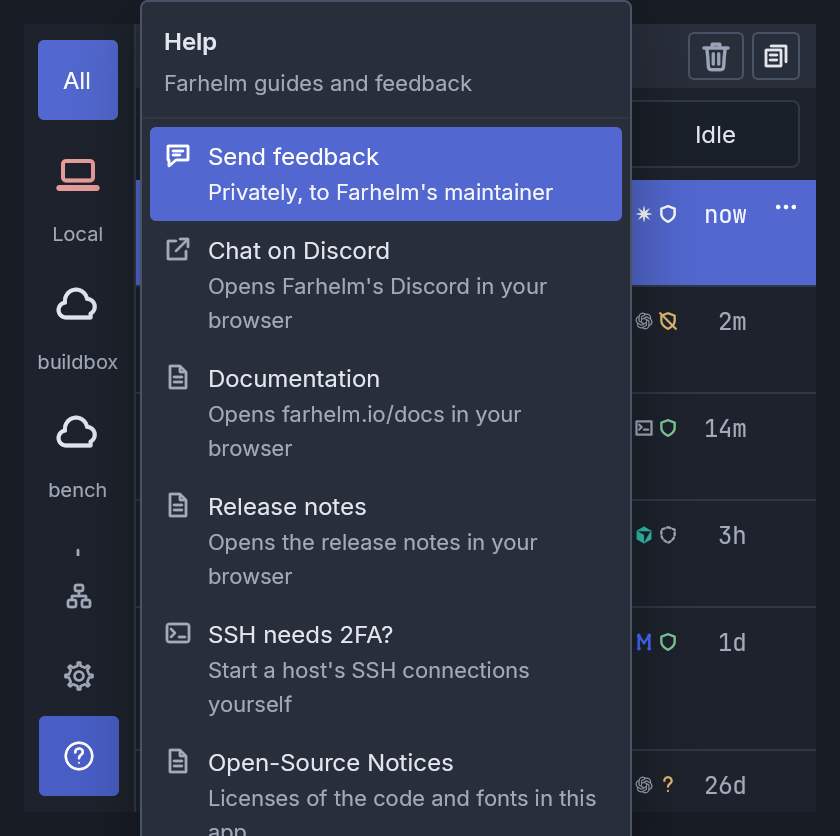 All
Local
buildbox
bench
Help
Farhelm guides and feedback
Send feedback
Privately, to Farhelm's maintainer
Chat on Discord
Opens Farhelm's Discord in your
browser
Documentation
Opens farhelm.io/docs in your
browser
Release notes
Opens the release notes in your
browser
SSH needs 2FA?
Start a host's SSH connections
yourself
Open-Source Notices
Licenses of the code and fonts in this
app
Idle
now
2m
14m
3h
1d
26d